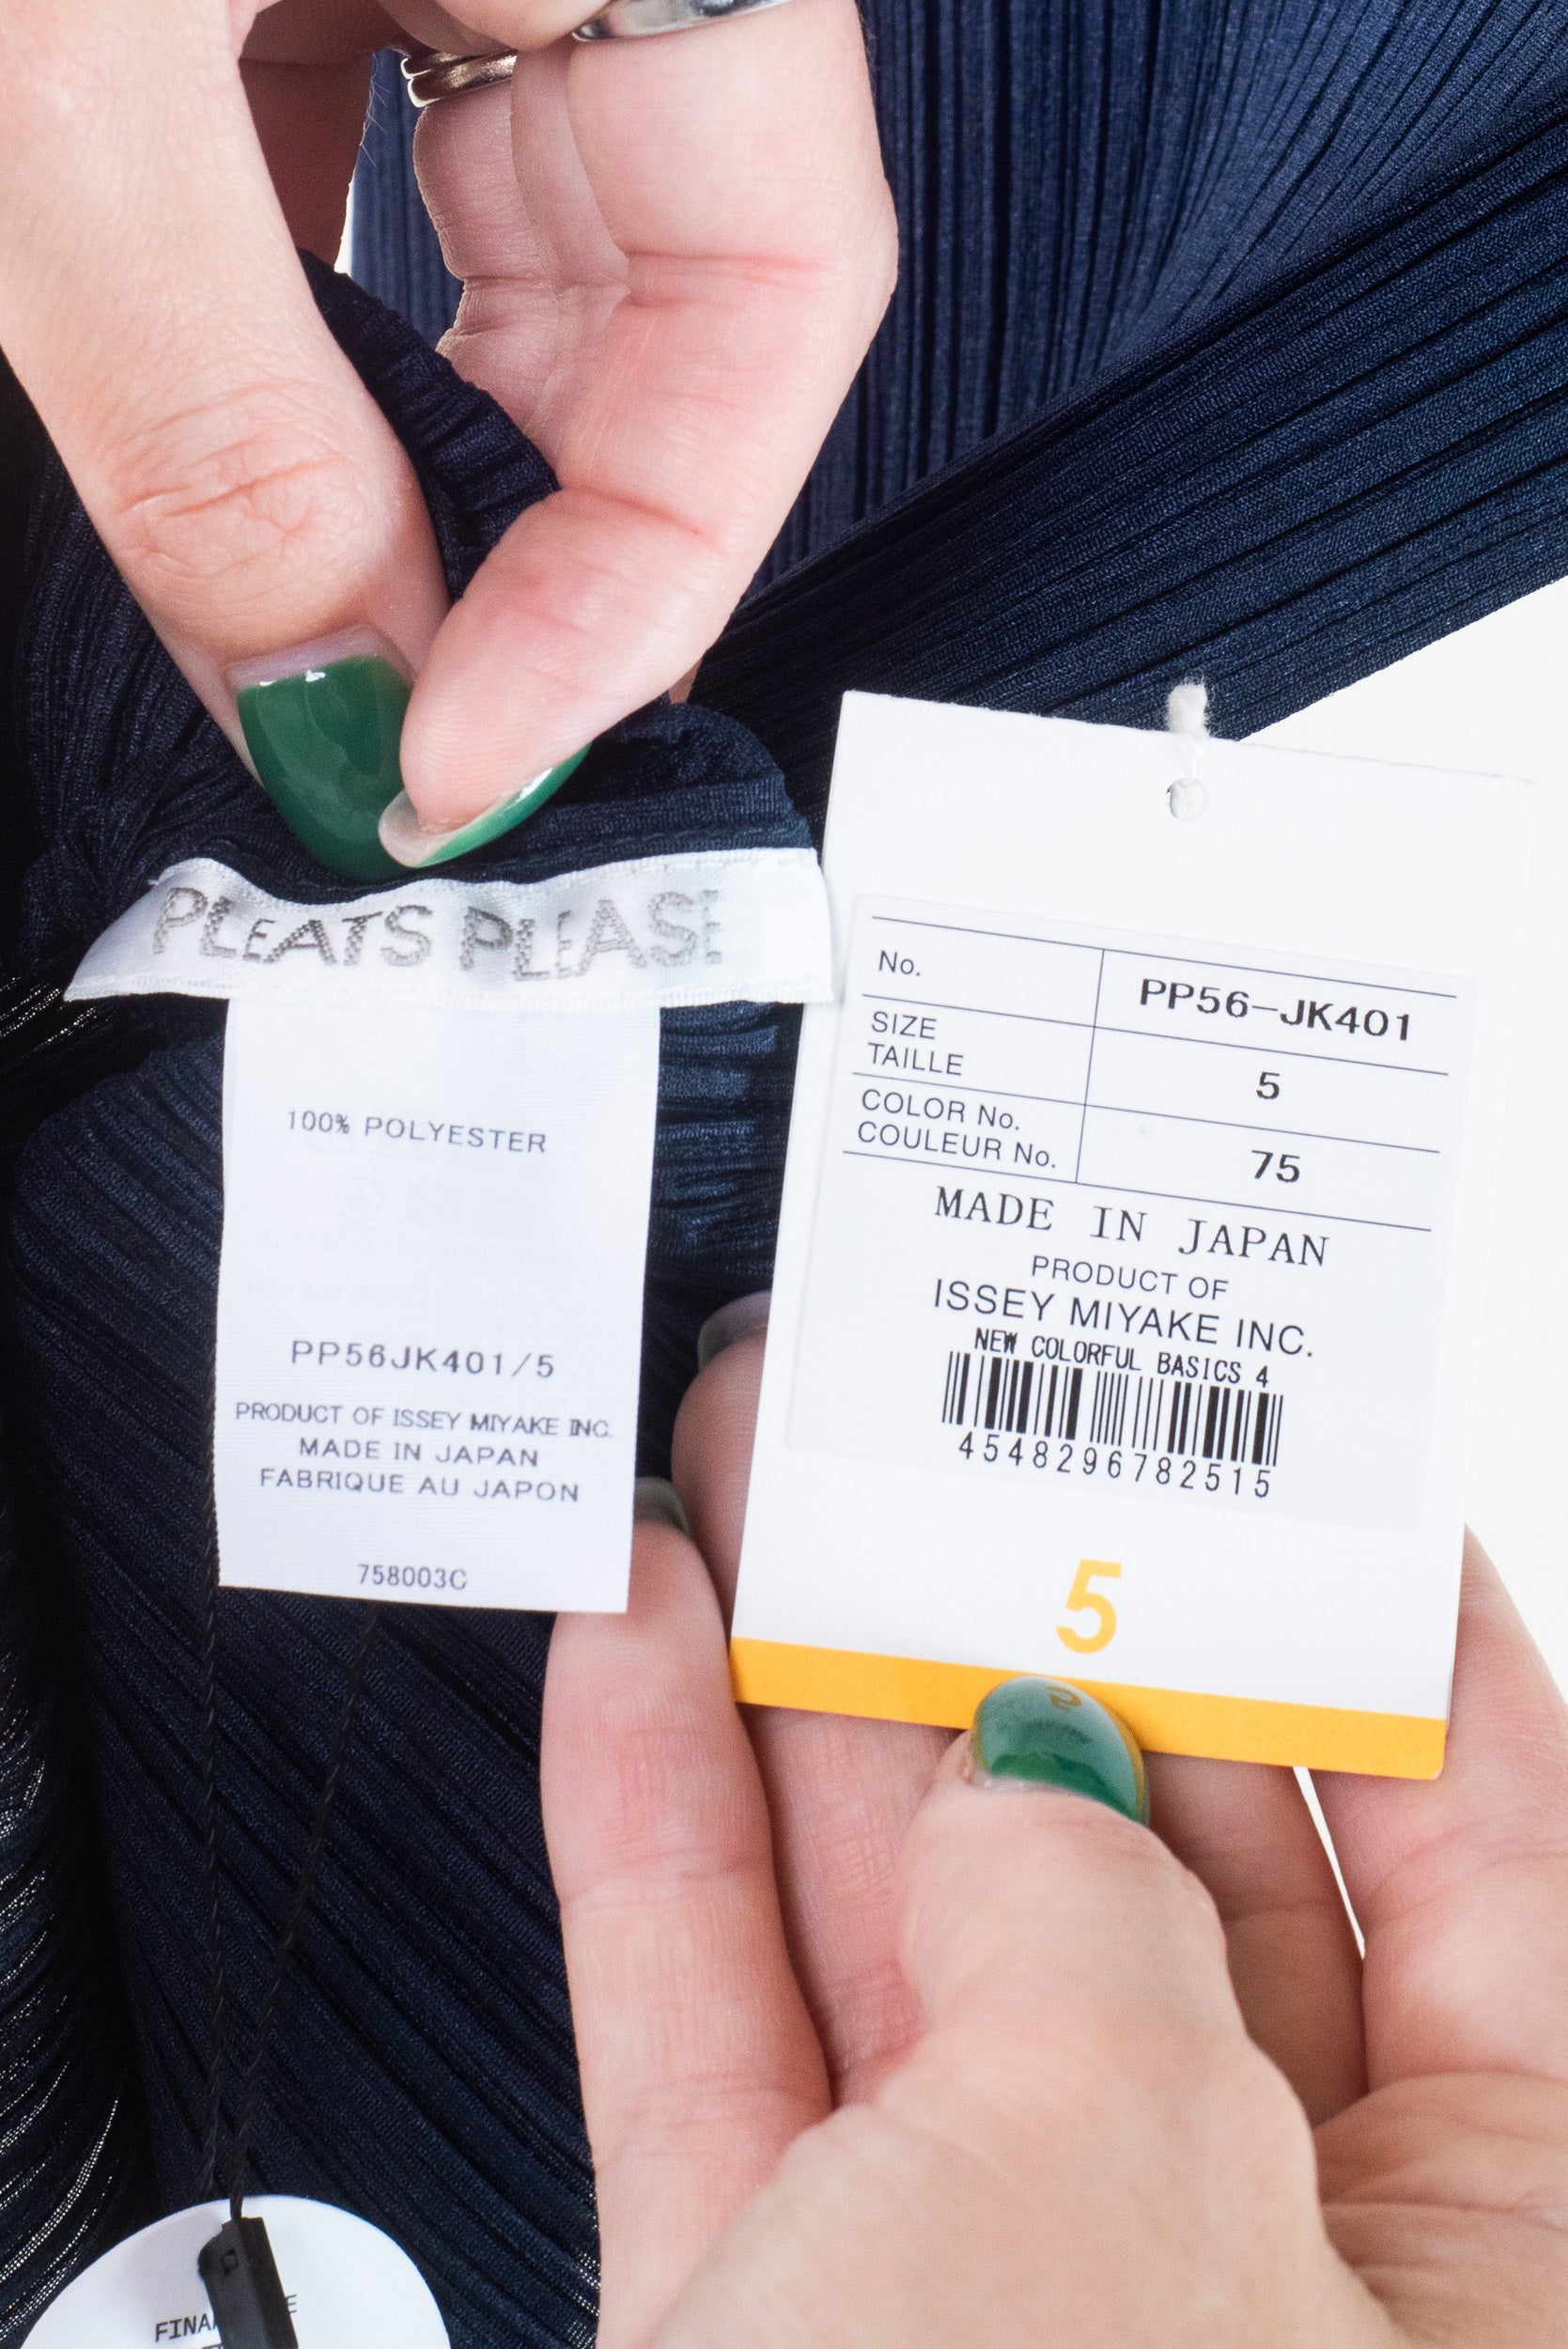 PLEATS PLEASE
100% POLYESTER
PP56JK401/5
PRODUCT OF ISSEY MIYAKE INC.
MADE IN JAPAN
FABRIQUE AU JAPON
758003C
No. PP56-JK401
SIZE
TAILLE
5
COLOR No.
COULEUR No.
75
MADE IN JAPAN
PRODUCT OF
ISSEY MIYAKE INC.
NEW COLORFUL BASICS 4
4548296782515
5